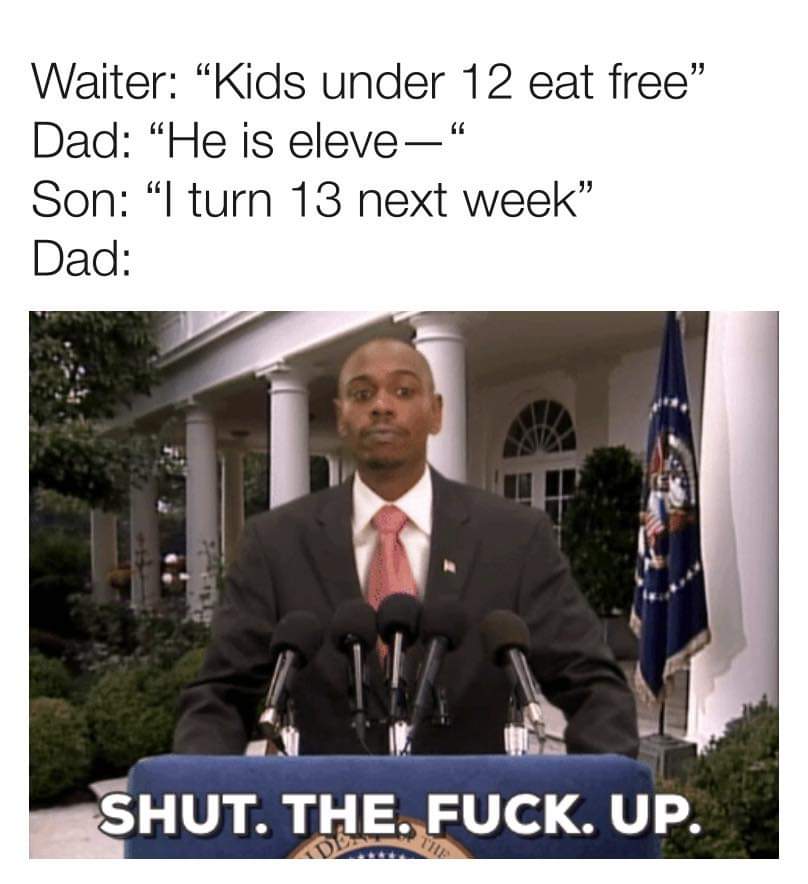 Waiter: “Kids under 12 eat free”
Dad: “He is eleve—“
Son: “I turn 13 next week”
Dad:
SHUT. THE. FUCK. UP.
THE